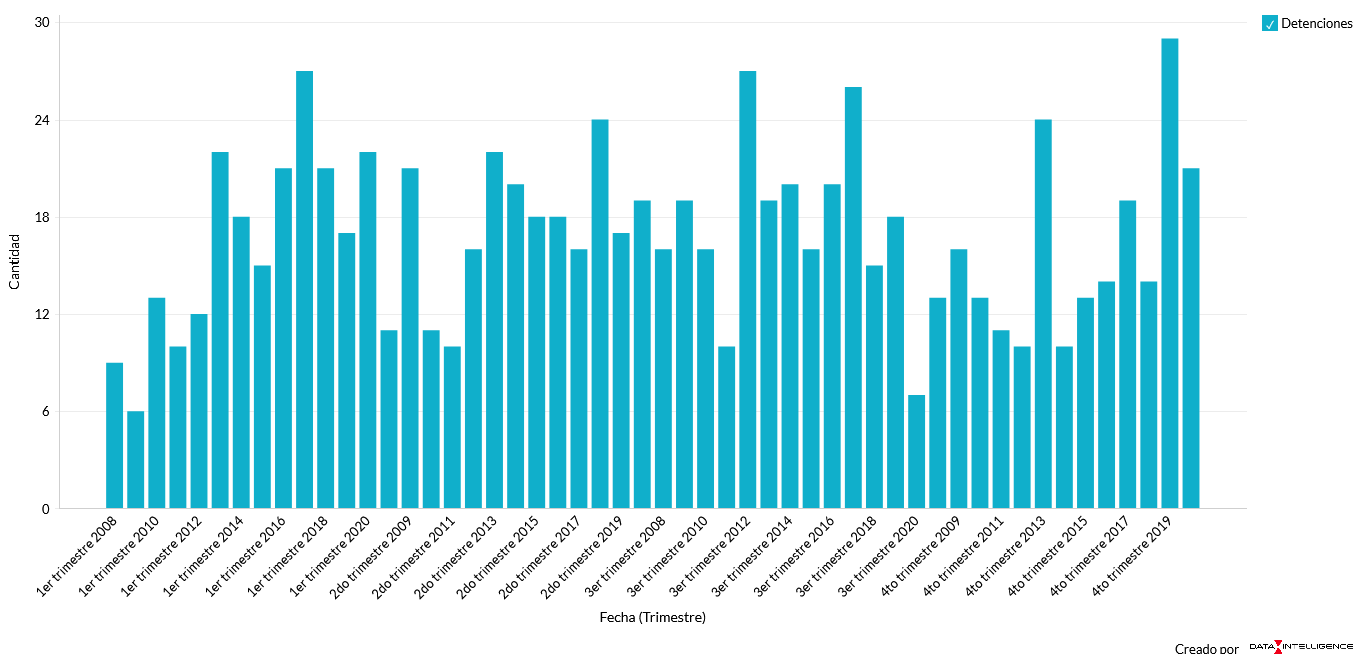 30
24
18
12
6
0
Cantidad
Detenciones
1er trimestre 2008
1er trimestre 2010
1er trimestre 2012
1er trimestre 2014
1er trimestre 2016
1er trimestre 2018
1er trimestre 2020
2do trimestre 2009
2do trimestre 2011
2do trimestre 2013
2do trimestre 2015
2do trimestre 2017
2do trimestre 2019
3er trimestre 2008
3er trimestre 2010
3er trimestre 2012
3er trimestre 2014
3er trimestre 2016
3er trimestre 2018
3er trimestre 2020
4to trimestre 2009
4to trimestre 2011
4to trimestre 2013
4to trimestre 2015
4to trimestre 2017
4to trimestre 2019
Fecha (Trimestre)
Creado por DATA INTELLIGENCE